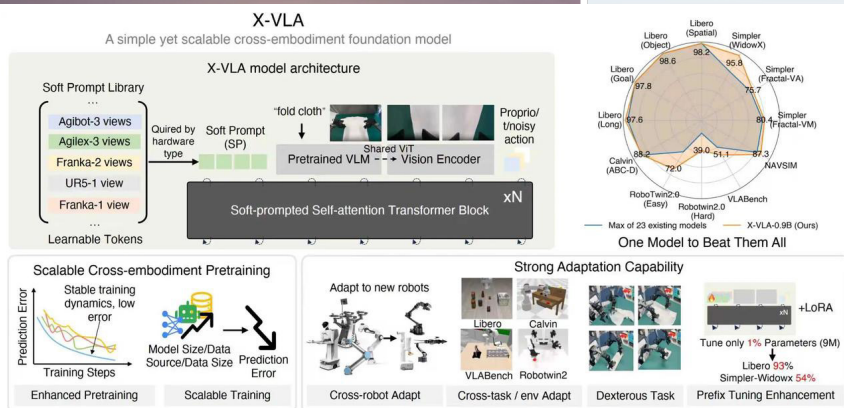 X-VLA
A simple yet scalable cross-embodiment foundation model
X-VLA model architecture
Soft Prompt Library
...
Agibot-3 views
Agilex-3 views
Franka-2 views
UR5-1 view
Franka-1 view
...
Learnable Tokens
Quired by
hardware
type
Soft Prompt
(SP)
"fold cloth"
Shared ViT
Pretrained VLM
Vision Encoder
Proprio/
t/noisy
action
xN
Soft-prompted Self-attention Transformer Block
Libero
(Spatial)
98.2
Simpler
(WidowX)
95.8
Simpler
(Fractal-VA)
75.7
Simpler
(Fractal-VM)
80.4
NAVSIM
87.3
VLABench
51.1
Robotwin2.0
(Hard)
39.0
RoboTwin2.0
(Easy)
72.0
Calvin
(ABC-D)
88.2
Libero
(Long)
97.6
Libero
(Goal)
97.8
Libero
(Object)
98.6
Max of 23 existing models
X-VLA-0.9B (Ours)
One Model to Beat Them All
Scalable Cross-embodiment Pretraining
Prediction Error
Stable training
dynamics, low
error
Training Steps
Enhanced Pretraining
Model Size/Data
Source/Data Size
Prediction
Error
Scalable Training
Strong Adaptation Capability
Adapt to new robots
Cross-robot Adapt
Libero
Calvin
VLABench
Robotwin2
Cross-task / env Adapt
Dexterous Task
xN
+LoRA
Tune only 1% Parameters (9M)
Libero 93%
Simpler-Widowx 54%
Prefix Tuning Enhancement